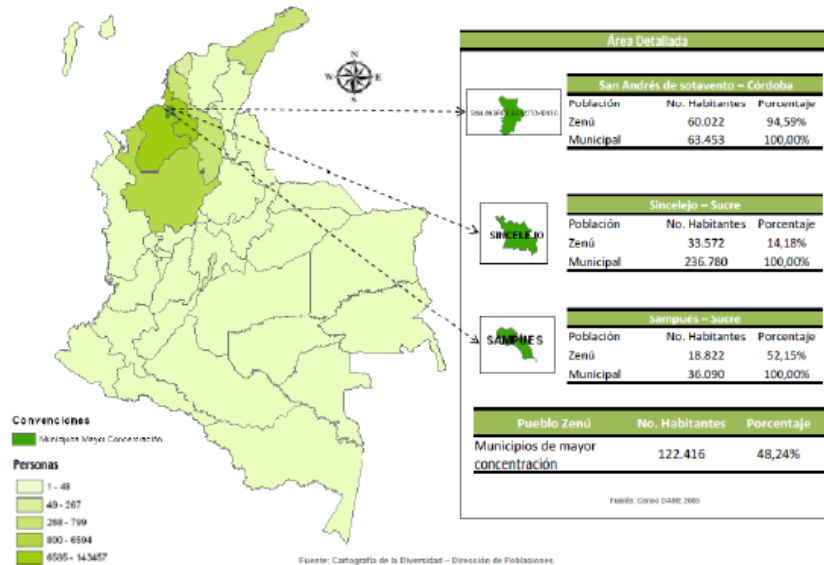 N
W E
S
Área Detallada
San Andrés de sotavento – Córdoba
Población No. Habitantes Porcentaje
Zenú 60.022 94,59%
Municipal 63.453 100,00%
Sincelejo – Sucre
SINCELEJO
Población No. Habitantes Porcentaje
Zenú 33.572 14,18%
Municipal 236.780 100,00%
Sampués – Sucre
SAMPUES
Población No. Habitantes Porcentaje
Zenú 18.822 52,15%
Municipal 36.090 100,00%
Pueblo Zenú No. Habitantes Porcentaje
Municipios de mayor
concentración 122.416 48,24%
Fuente: Censo DANE 2005
Convenciones
Municipios Mayor Concentración
Personas
1 - 48
49 - 267
268 - 799
800 - 6594
6595 - 143457
Fuente: Cartografía de la Diversidad – Dirección de Poblaciones